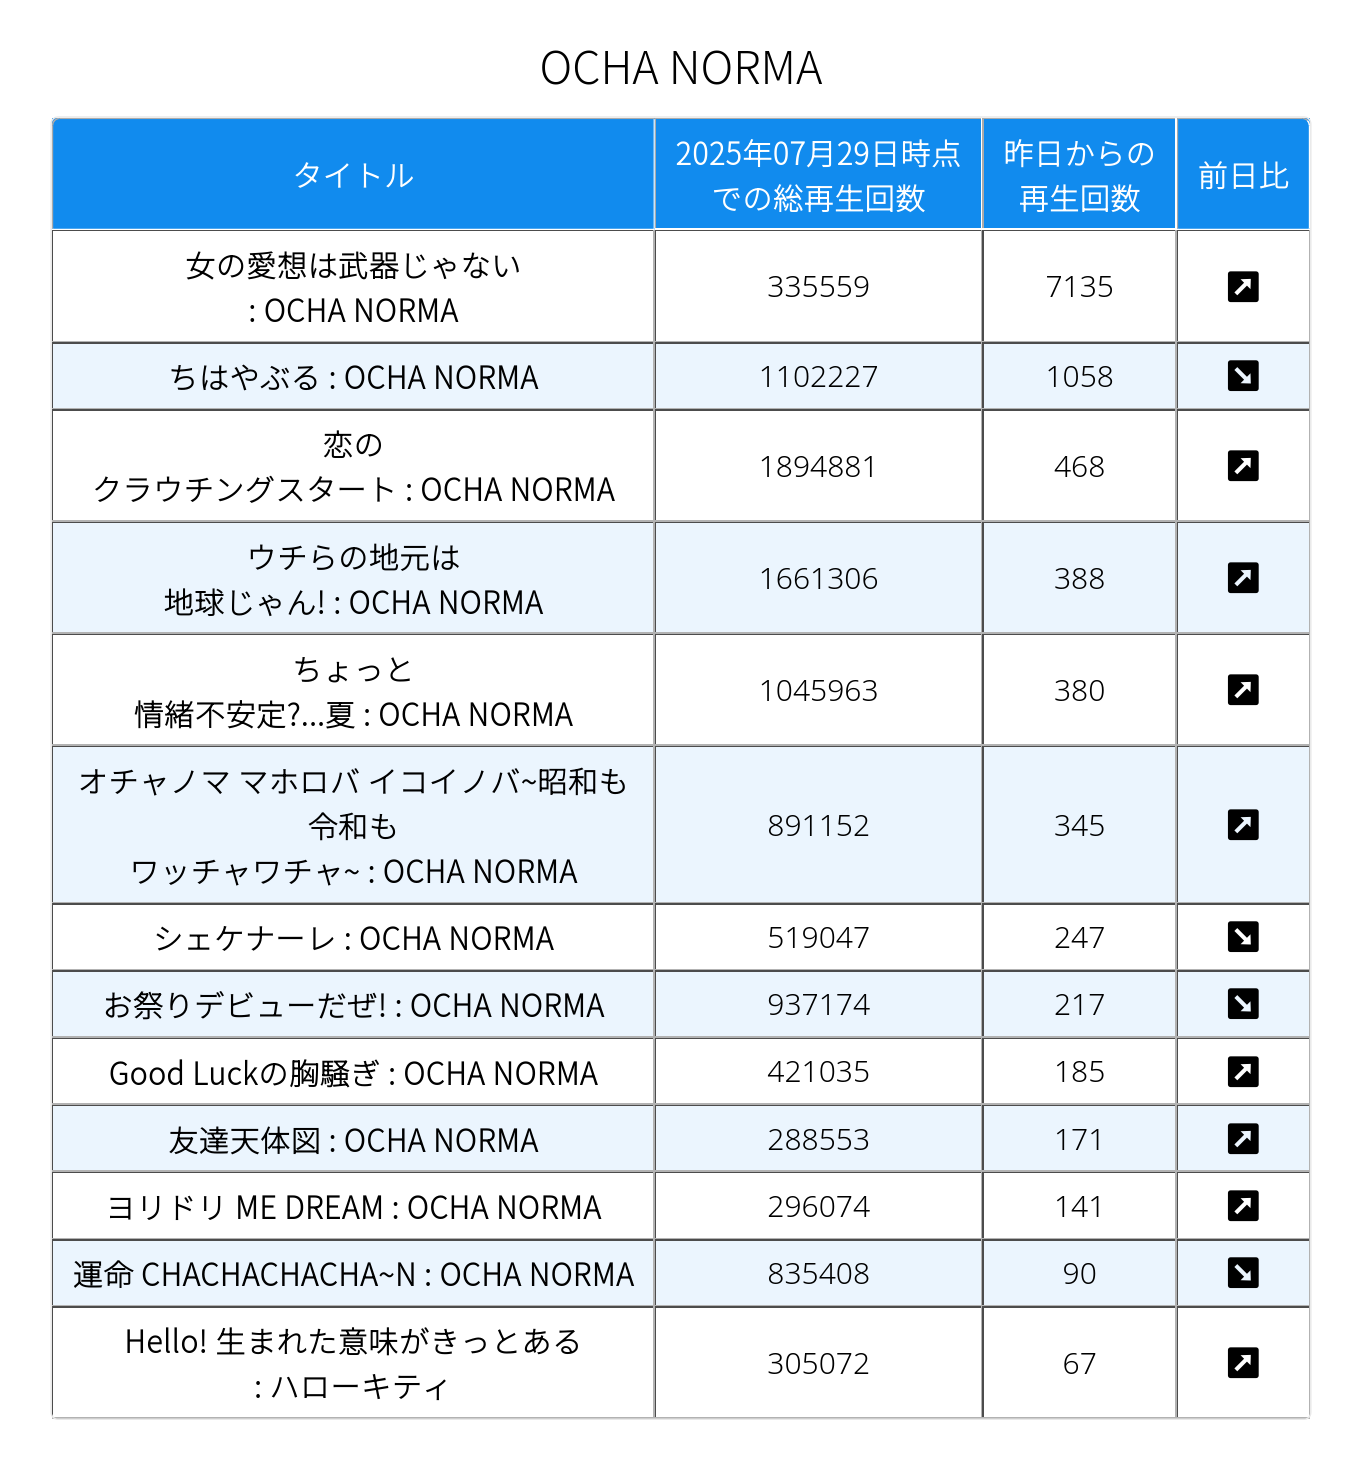 OCHA NORMA
タイトル
2025年07月29日時点
での総再生回数
昨日からの
再生回数
前日比
女の愛想は武器じゃない
: OCHA NORMA
335559
7135
ちはやぶる : OCHA NORMA
1102227
1058
恋の
クラウチングスタート : OCHA NORMA
1894881
468
ウチらの地元は
地球じゃん! : OCHA NORMA
1661306
388
ちょっと
情緒不安定?...夏 : OCHA NORMA
1045963
380
オチャノマ マホロバ イコイノバ~昭和も
令和も
ワッチャワチャ~ : OCHA NORMA
891152
345
シェケナーレ : OCHA NORMA
519047
247
お祭りデビューだぜ! : OCHA NORMA
937174
217
Good Luckの胸騒ぎ : OCHA NORMA
421035
185
友達天体図 : OCHA NORMA
288553
171
ヨリドリ ME DREAM : OCHA NORMA
296074
141
運命 CHACHACHACHA~N : OCHA NORMA
835408
90
Hello! 生まれた意味がきっとある
: ハローキティ
305072
67